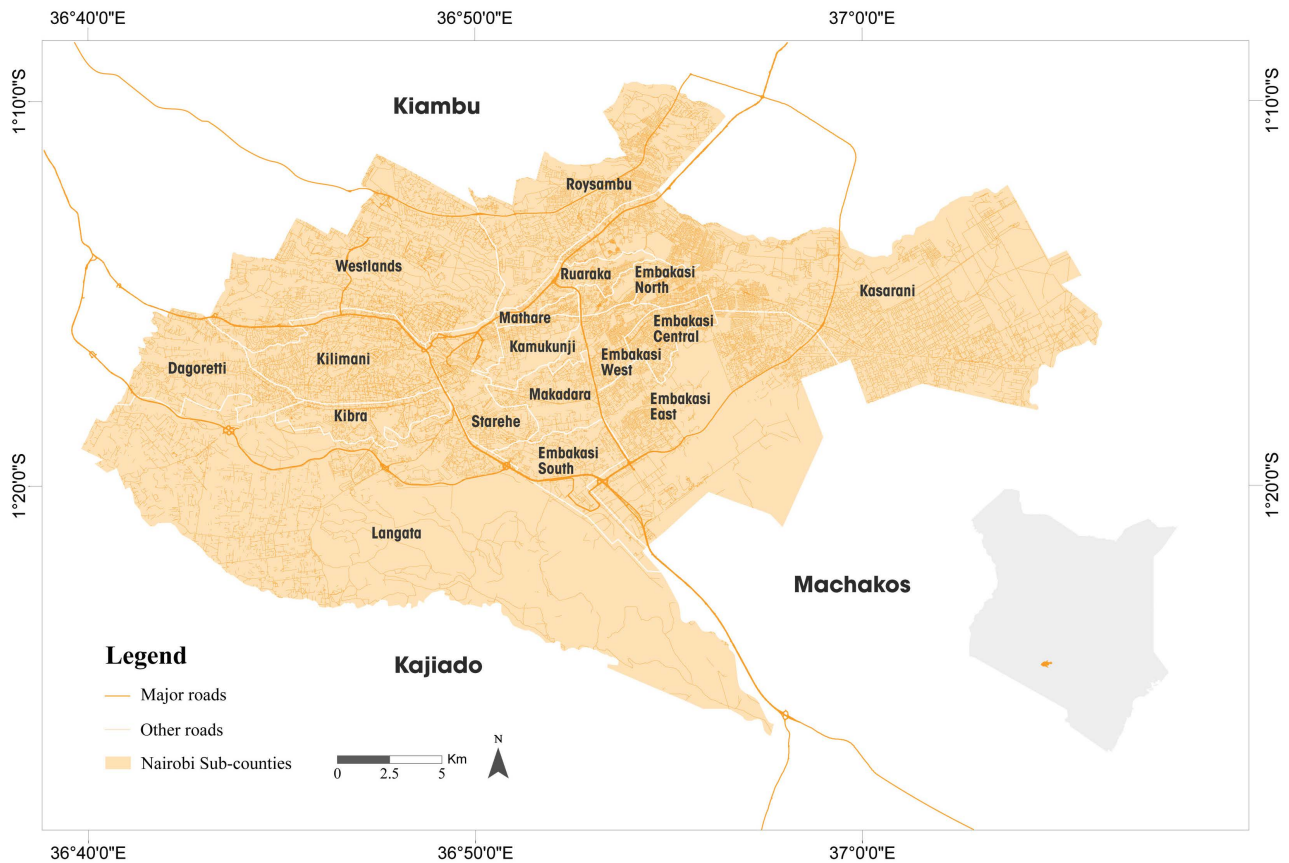 36°40'0"E
36°50'0"E
37°0'0"E
1°10'0"S
1°10'0"S
Kiambu
Roysambu
Westlands
Ruaraka
Embakasi
North
Kasarani
Mathare
Embakasi
Central
Kamukunji
Kilimani
Embakasi
West
Dagoretti
Makadara
Embakasi
East
Kibra
Starehe
Embakasi
South
1°20'0"S
1°20'0"S
Langata
Machakos
Kajiado
Legend
Major roads
Other roads
Nairobi Sub-counties
N
Km
0
2.5
5
36°40'0"E
36°50'0"E
37°0'0"E